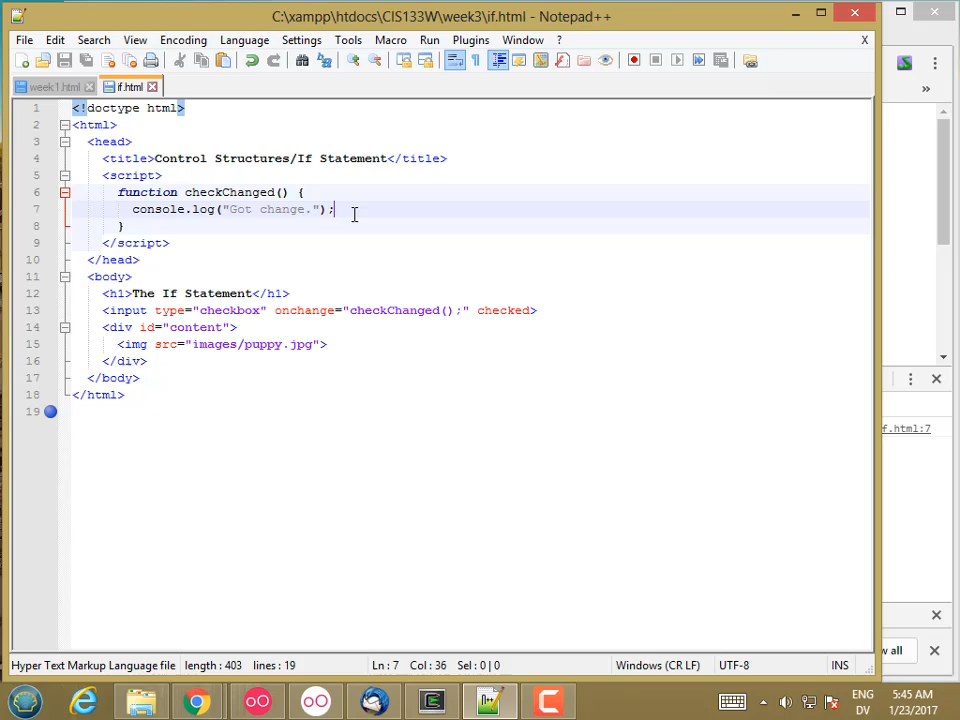 C:\xampp\htdocs\CIS133W\week3\if.html - Notepad++
File Edit Search View Encoding Language Settings Tools Macro Run Plugins Window ? X
week1.html if.html
1 <!doctype html>
2 <html>
3 <head>
4 <title>Control Structures/If Statement</title>
5 <script>
6 function checkChanged() {
7 console.log("Got change.");
8 }
9 </script>
10 </head>
11 <body>
12 <h1>The If Statement</h1>
13 <input type="checkbox" onchange="checkChanged();" checked>
14 <div id="content">
15 <img src="images/puppy.jpg">
16 </div>
17 </body>
18 </html>
19
if.html:7
w all
Hyper Text Markup Language file length : 403 lines : 19 Ln : 7 Col : 36 Sel : 0 | 0 Windows (CR LF) UTF-8 INS
ENG 5:45 AM
DV 1/23/2017